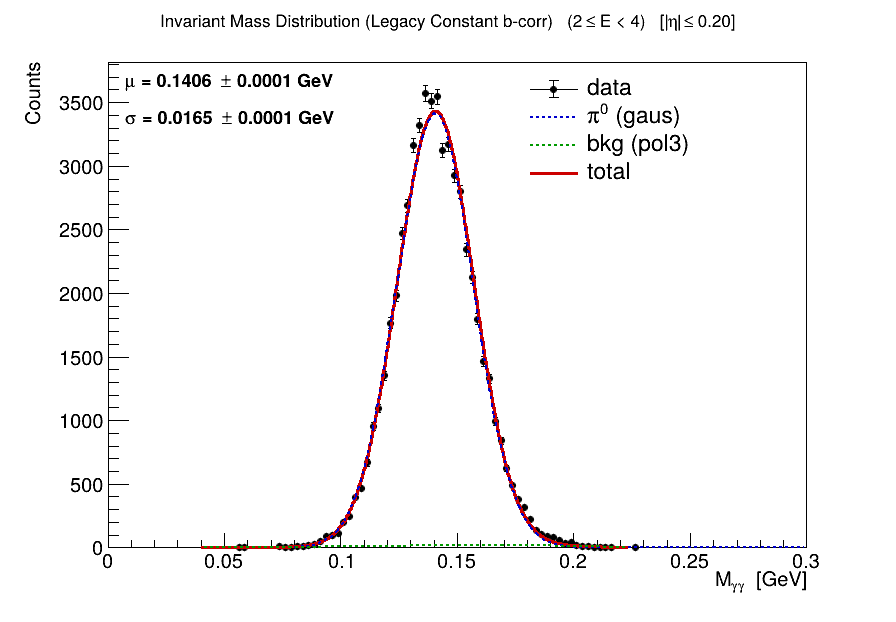 Invariant Mass Distribution (Legacy Constant b-corr) (2 ≤ E < 4) [|η| ≤ 0.20]
μ = 0.1406 ± 0.0001 GeV
σ = 0.0165 ± 0.0001 GeV
data
π⁰ (gaus)
bkg (pol3)
total
Counts
3500
3000
2500
2000
1500
1000
500
0
0 0.05 0.1 0.15 0.2 0.25 0.3
M_γγ [GeV]